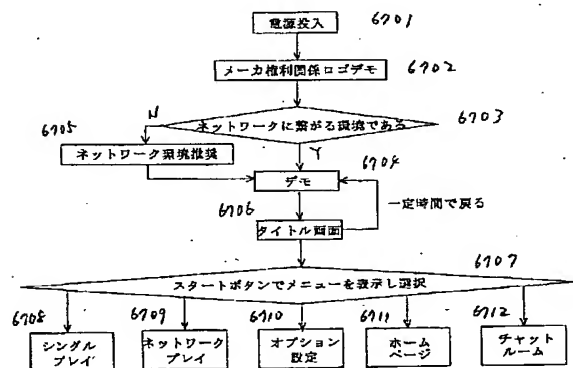 電源投入 6701
メーカ権利関係ロゴデモ 6702
N
ネットワークに繋がる環境である 6703
6705
Y
6704
ネットワーク環境推奨
デモ
6706
一定時間で戻る
タイトル画面
6707
スタートボタンでメニューを表示し選択
6708 6709 6710 6711 6712
シングル
プレイ
ネットワーク
プレイ
オプション
設定
ホーム
ページ
チャット
ルーム